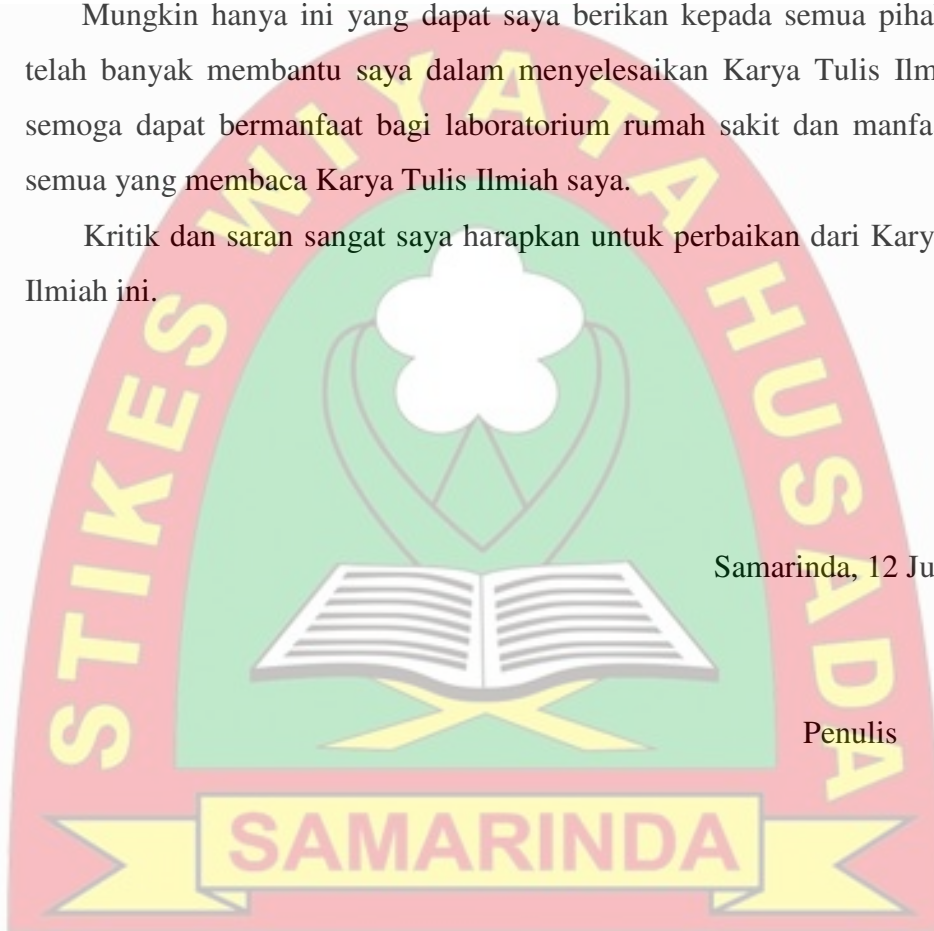 Mungkin hanya ini yang dapat saya berikan kepada semua piha
telah banyak membantu saya dalam menyelesaikan Karya Tulis Ilm
semoga dapat bermanfaat bagi laboratorium rumah sakit dan manfa
semua yang membaca Karya Tulis Ilmiah saya.
Kritik dan saran sangat saya harapkan untuk perbaikan dari Kary
Ilmiah ini.
Samarinda, 12 Ju
Penulis
STIKES WIYATA HUSADA
SAMARINDA